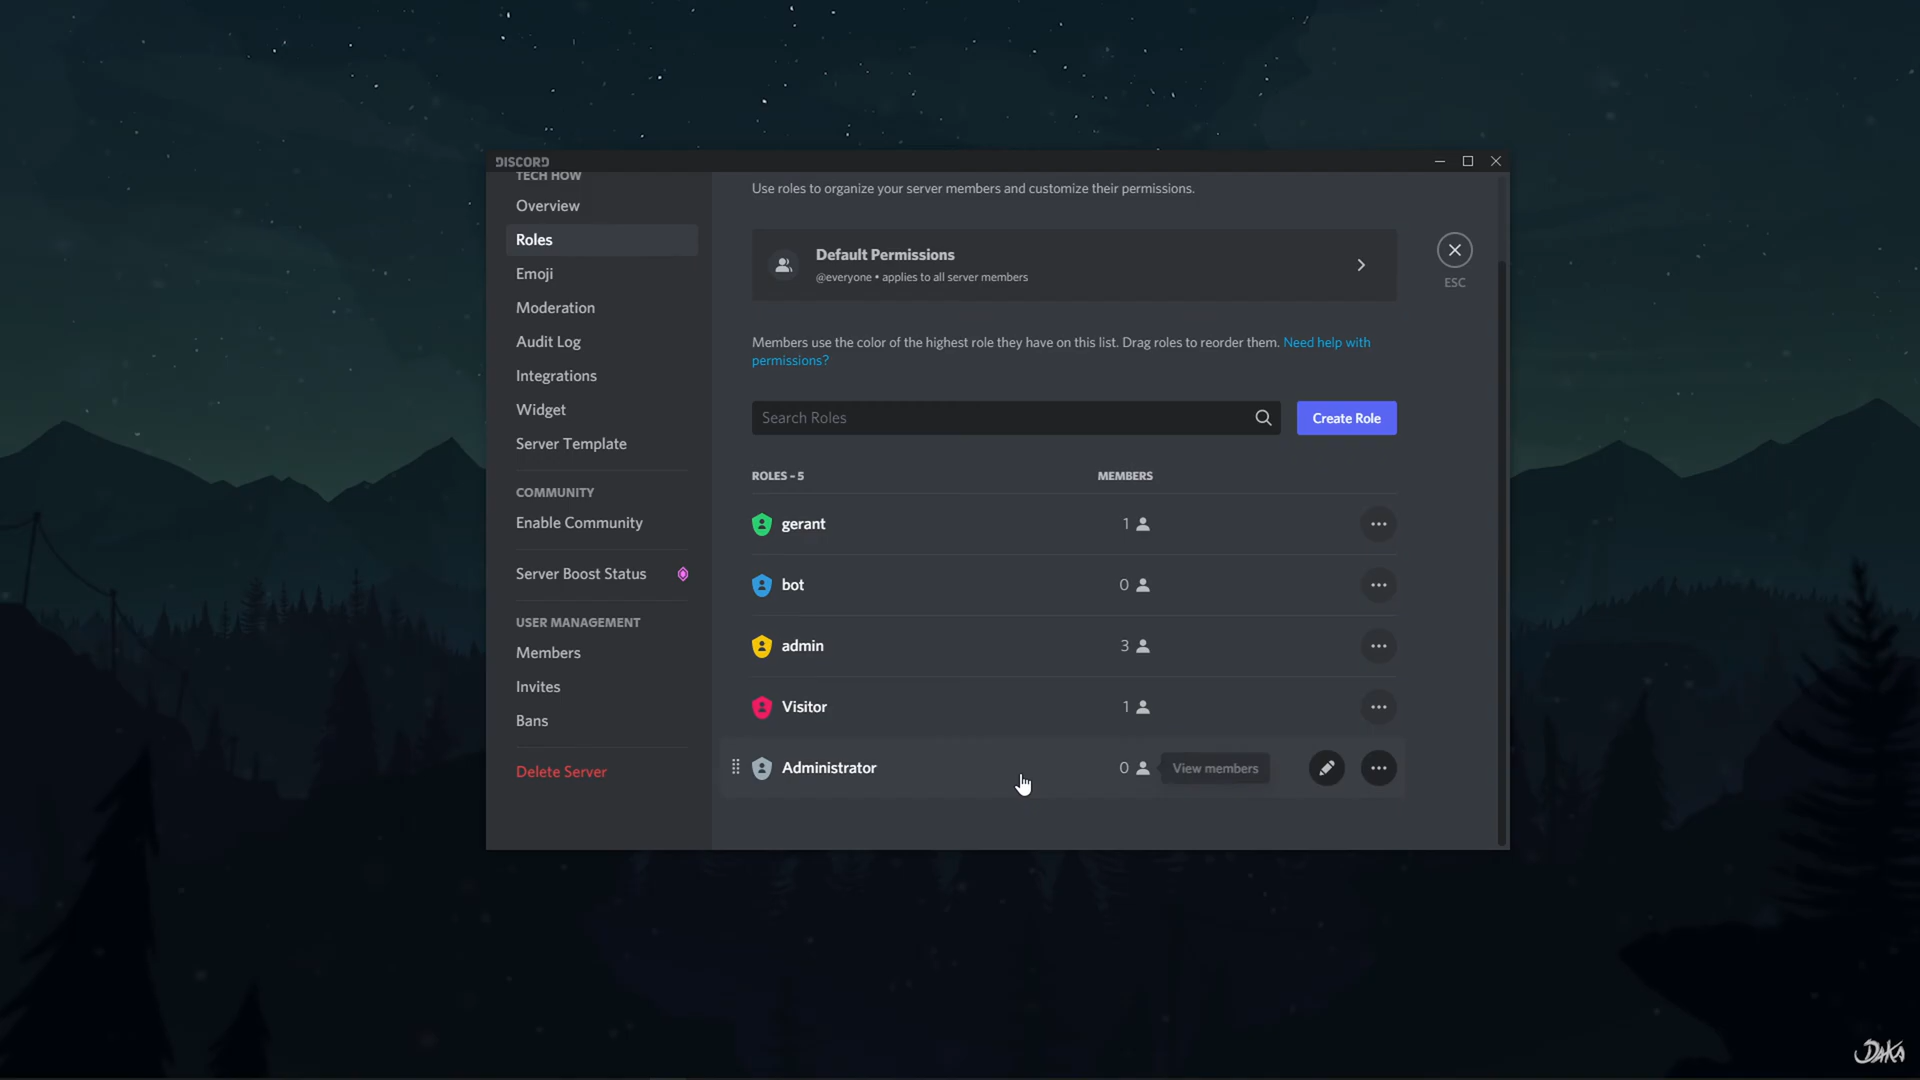 DISCORD
TECH HOW
Overview
Roles
Emoji
Moderation
Audit Log
Integrations
Widget
Server Template
COMMUNITY
Enable Community
Server Boost Status
USER MANAGEMENT
Members
Invites
Bans
Delete Server
Use roles to organize your server members and customize their permissions.
Default Permissions
@everyone • applies to all server members
ESC
Members use the color of the highest role they have on this list. Drag roles to reorder them. Need help with
permissions?
Search Roles
Create Role
ROLES – 5 MEMBERS
gerant 1
bot 0
admin 3
Visitor 1
Administrator 0 View members
DAKA